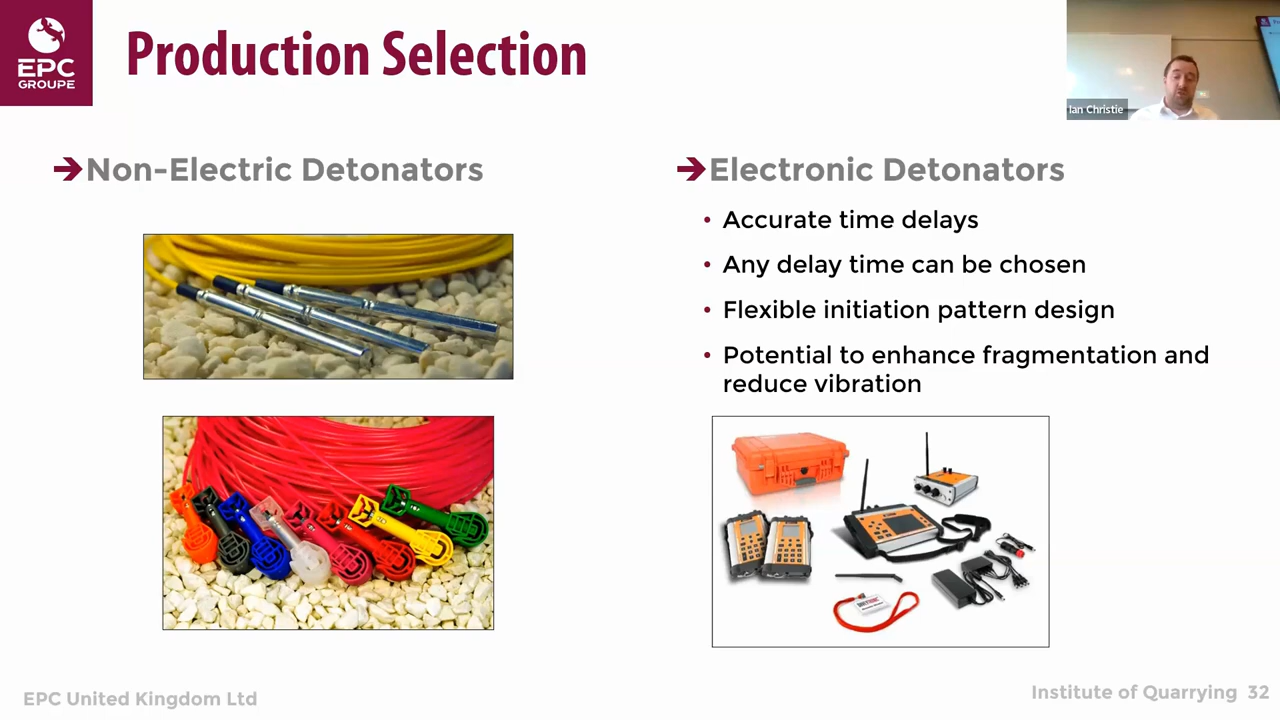 EPC
GROUPE
Production Selection
Ian Christie
Non-Electric Detonators
Electronic Detonators
• Accurate time delays
• Any delay time can be chosen
• Flexible initiation pattern design
• Potential to enhance fragmentation and
reduce vibration
EPC United Kingdom Ltd
Institute of Quarrying 32